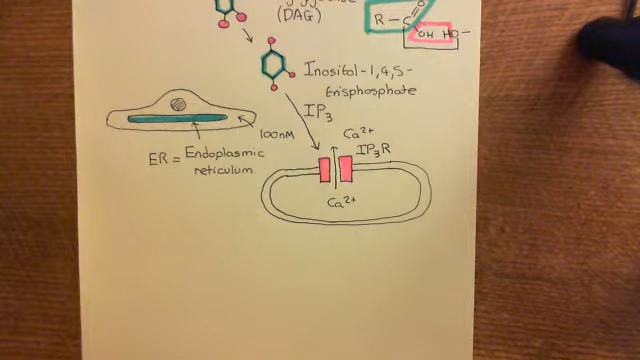 (DAG)
R - C
O
OH HO-
Inositol-1,4,5-
trisphosphate
IP3
100nM
ER = Endoplasmic
reticulum
Ca2+
IP3R
Ca2+